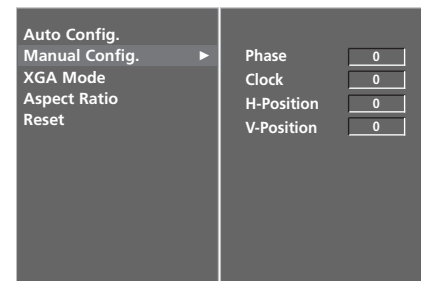 Auto Config.
Manual Config. ►
XGA Mode
Aspect Ratio
Reset
Phase 0
Clock 0
H-Position 0
V-Position 0